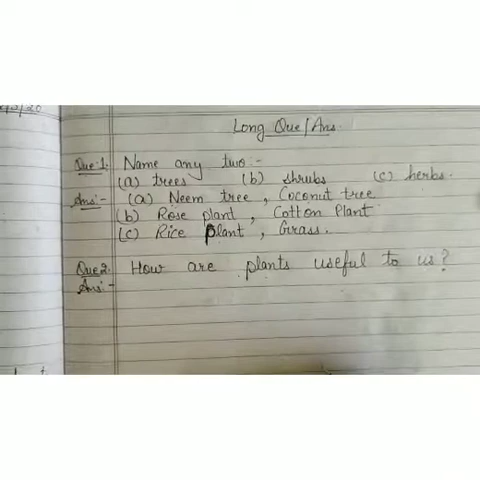 Long Que/Ans.
Que:1. Name any two:-
(a) trees (b) shrubs (c) herbs.
Ans:- (a) Neem tree, Coconut tree
(b) Rose plant, Cotton Plant
(c) Rice plant, Grass.
Que 2. How are plants useful to us?
Ans:-